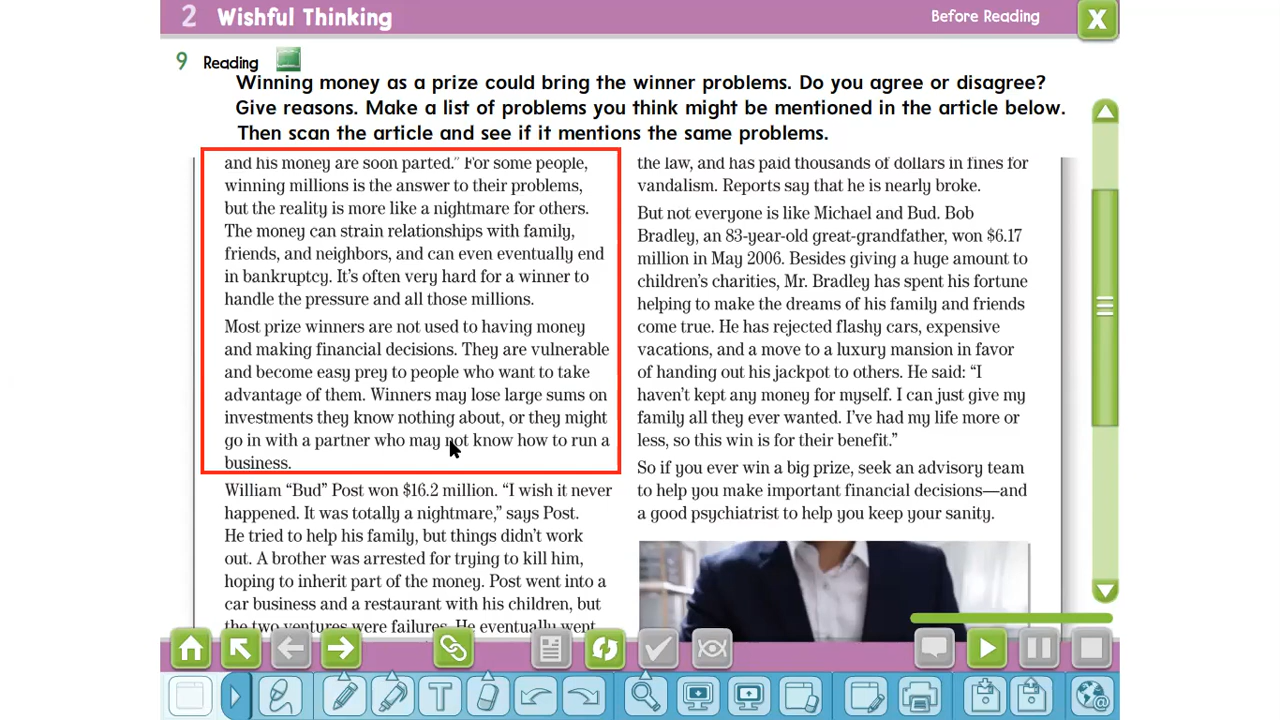 2 Wishful Thinking
Before Reading
X
9 Reading
Winning money as a prize could bring the winner problems. Do you agree or disagree?
Give reasons. Make a list of problems you think might be mentioned in the article below.
Then scan the article and see if it mentions the same problems.
and his money are soon parted.” For some people,
winning millions is the answer to their problems,
but the reality is more like a nightmare for others.
The money can strain relationships with family,
friends, and neighbors, and can even eventually end
in bankruptcy. It’s often very hard for a winner to
handle the pressure and all those millions.
Most prize winners are not used to having money
and making financial decisions. They are vulnerable
and become easy prey to people who want to take
advantage of them. Winners may lose large sums on
investments they know nothing about, or they might
go in with a partner who may not know how to run a
business.
William “Bud” Post won $16.2 million. “I wish it never
happened. It was totally a nightmare,” says Post.
He tried to help his family, but things didn’t work
out. A brother was arrested for trying to kill him,
hoping to inherit part of the money. Post went into a
car business and a restaurant with his children, but
the two ventures were failures. He eventually went
the law, and has paid thousands of dollars in fines for
vandalism. Reports say that he is nearly broke.
But not everyone is like Michael and Bud. Bob
Bradley, an 83-year-old great-grandfather, won $6.17
million in May 2006. Besides giving a huge amount to
children’s charities, Mr. Bradley has spent his fortune
helping to make the dreams of his family and friends
come true. He has rejected flashy cars, expensive
vacations, and a move to a luxury mansion in favor
of handing out his jackpot to others. He said: “I
haven’t kept any money for myself. I can just give my
family all they ever wanted. I’ve had my life more or
less, so this win is for their benefit.”
So if you ever win a big prize, seek an advisory team
to help you make important financial decisions—and
a good psychiatrist to help you keep your sanity.
T